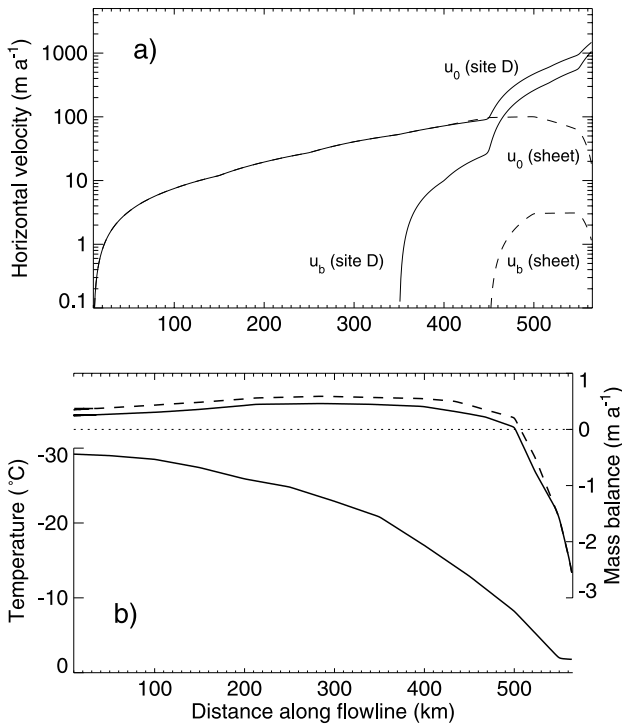 a)
Horizontal velocity (m a⁻¹)
1000
100
10
1
0.1
u₀ (site D)
u₀ (sheet)
u_b (site D)
u_b (sheet)
100 200 300 400 500
b)
Temperature (°C)
-30
-20
-10
0
Mass balance (m a⁻¹)
1
0
-1
-2
-3
100 200 300 400 500
Distance along flowline (km)